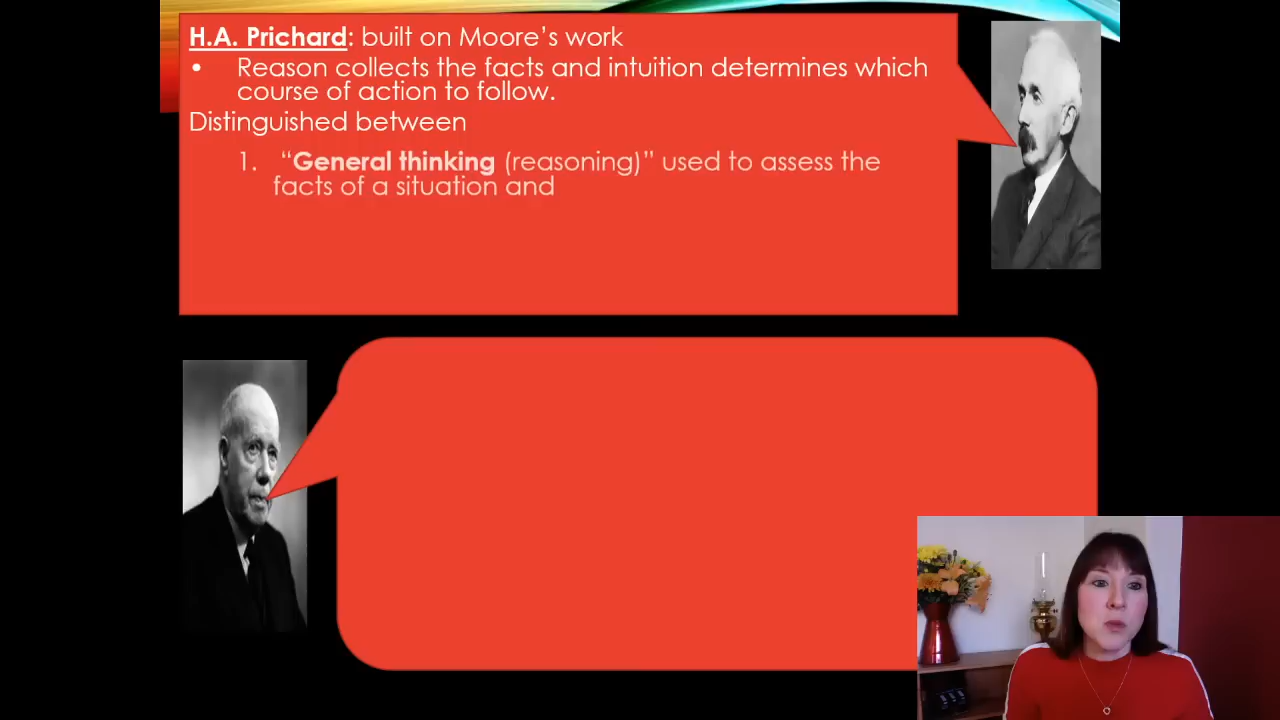 H.A. Prichard: built on Moore’s work
• Reason collects the facts and intuition determines which
course of action to follow.
Distinguished between
1. “General thinking (reasoning)” used to assess the
facts of a situation and